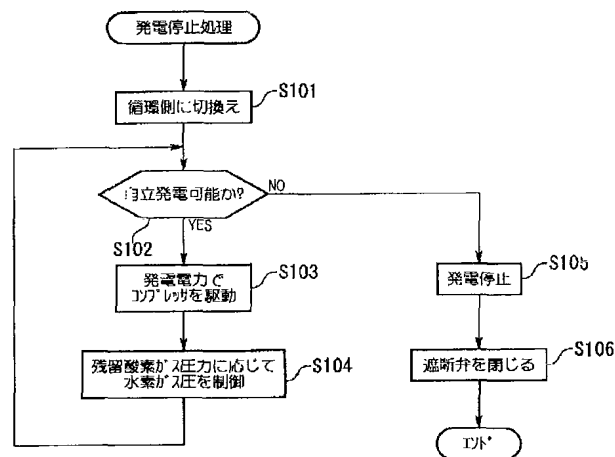 発電停止処理
循環側に切換え
S101
自立発電可能か?
NO
S102
YES
発電電力で
コンプレッサを駆動
S103
残留酸素ガス圧力に応じて
水素ガス圧を制御
S104
発電停止
S105
遮断弁を閉じる
S106
エンド